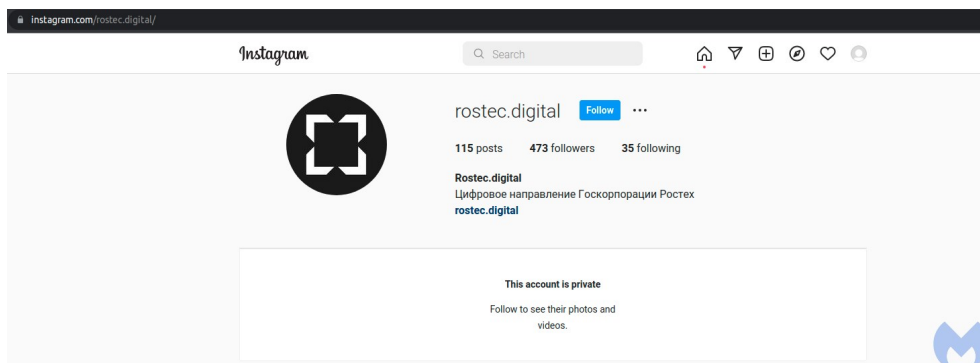 instagram.com/rostec.digital/
Instagram
Search
rostec.digital Follow
115 posts 473 followers 35 following
Rostec.digital
Цифровое направление Госкорпорации Ростех
rostec.digital
This account is private
Follow to see their photos and
videos.